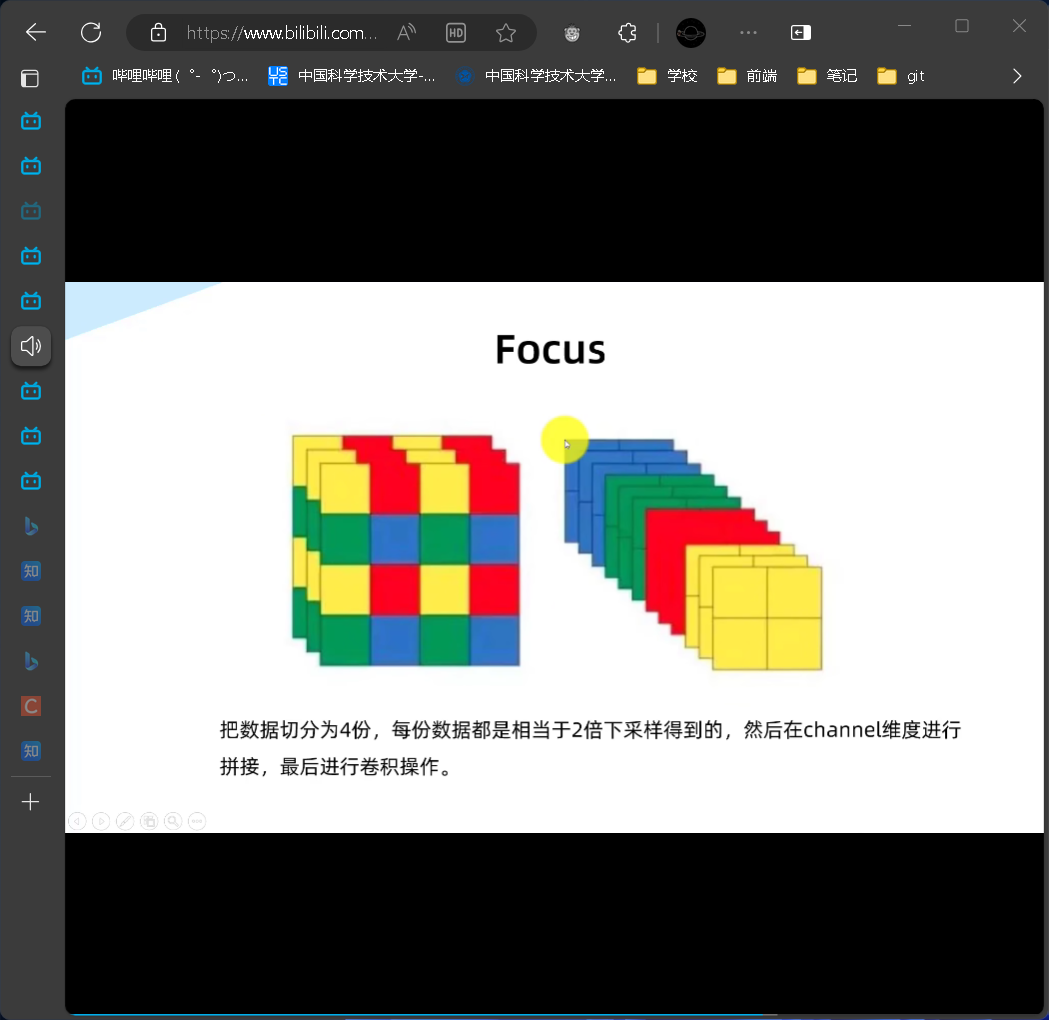 https://www.bilibili.com...
A
HD
哔哩哔哩 (゜-゜)つ...
USTC
中国科学技术大学-...
中国科学技术大学...
学校
前端
笔记
git
Focus
把数据切分为4份，每份数据都是相当于2倍下采样得到的，然后在channel维度进行
拼接，最后进行卷积操作。
知
知
C
知